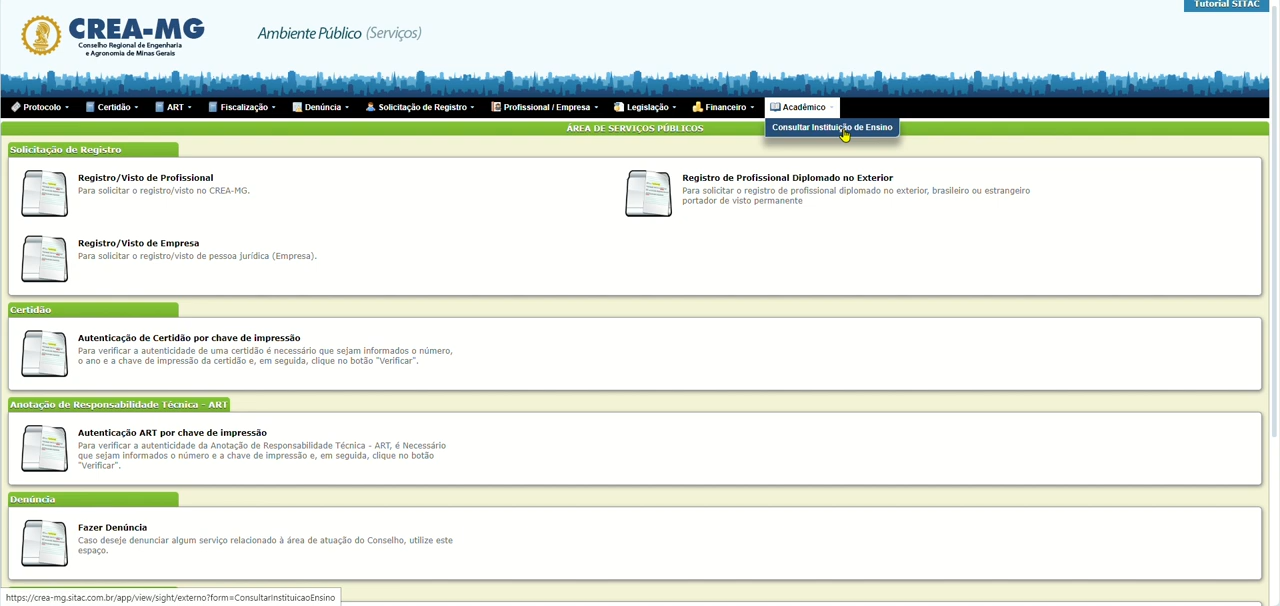 Tutorial SITAC
CREA-MG
Conselho Regional de Engenharia
e Agronomia de Minas Gerais
Ambiente Público (Serviços)
Protocolo
Certidão
ART
Fiscalização
Denúncia
Solicitação de Registro
Profissional / Empresa
Legislação
Financeiro
Acadêmico
Consultar Instituição de Ensino
ÁREA DE SERVIÇOS PÚBLICOS
Solicitação de Registro
Registro/Visto de Profissional
Para solicitar o registro/visto no CREA-MG.
Registro de Profissional Diplomado no Exterior
Para solicitar o registro de profissional diplomado no exterior, brasileiro ou estrangeiro
portador de visto permanente
Registro/Visto de Empresa
Para solicitar o registro/visto de pessoa jurídica (Empresa).
Certidão
Autenticação de Certidão por chave de impressão
Para verificar a autenticidade de uma certidão é necessário que sejam informados o número,
o ano e a chave de impressão da certidão e, em seguida, clique no botão "Verificar".
Anotação de Responsabilidade Técnica - ART
Autenticação ART por chave de impressão
Para verificar a autenticidade da Anotação de Responsabilidade Técnica - ART, é Necessário
que sejam informados o número e a chave de impressão e, em seguida, clique no botão
"Verificar".
Denúncia
Fazer Denúncia
Caso deseje denunciar algum serviço relacionado à área de atuação do Conselho, utilize este
espaço.
https://crea-mg.sitac.com.br/app/view/sight/externo?form=ConsultarInstituicaoEnsino